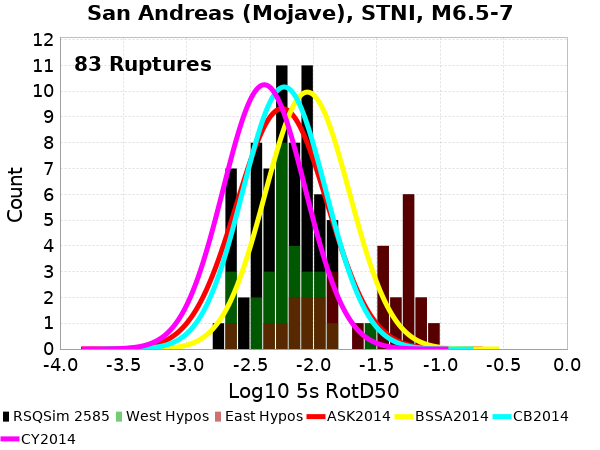 San Andreas (Mojave), STNI, M6.5-7
83 Ruptures
Count
12
11
10
9
8
7
6
5
4
3
2
1
0
-4.0 -3.5 -3.0 -2.5 -2.0 -1.5 -1.0 -0.5 0.0
Log10 5s RotD50
RSQSim 2585 West Hypos East Hypos ASK2014 BSSA2014 CB2014
CY2014